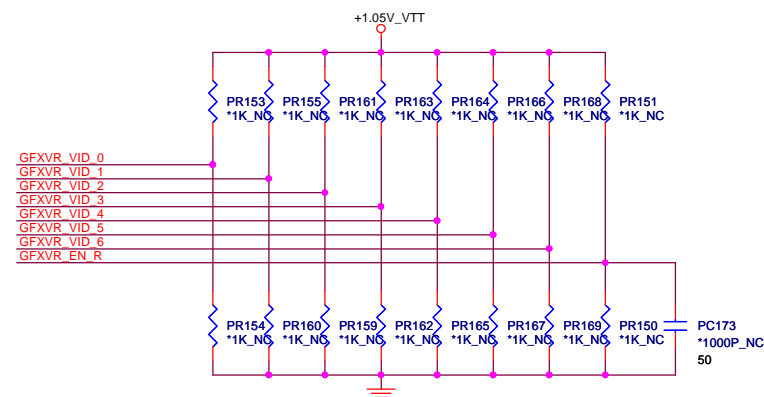 +1.05V_VTT
PR153 PR155 PR161 PR163 PR164 PR166 PR168 PR151
*1K_NC *1K_NC *1K_NC *1K_NC *1K_NC *1K_NC *1K_NC *1K_NC
GFXVR_VID_0
GFXVR_VID_1
GFXVR_VID_2
GFXVR_VID_3
GFXVR_VID_4
GFXVR_VID_5
GFXVR_VID_6
GFXVR_EN_R
PR154 PR160 PR159 PR162 PR165 PR167 PR169 PR150 PC173
*1K_NC *1K_NC *1K_NC *1K_NC *1K_NC *1K_NC *1K_NC *1K_NC *1000P_NC
50